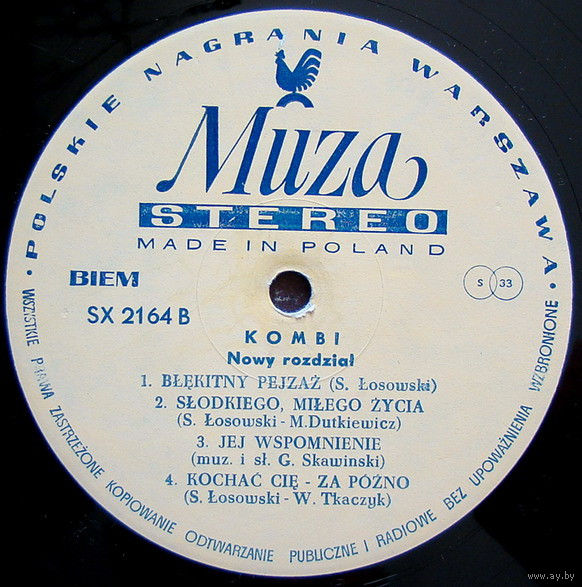 • POLSKIE NAGRANIA WARSZAWA •
Muza
STEREO
MADE IN POLAND
BIEM
S 33
SX 2164 B
KOMBI
Nowy rozdział
1. BŁĘKITNY PEJZAŻ (S. Łosowski)
2. SŁODKIEGO, MIŁEGO ŻYCIA
(S. Łosowski - M. Dutkiewicz)
3. JEJ WSPOMNIENIE
(muz. i sł. G. Skawinski)
4. KOCHAĆ CIĘ - ZA PÓŹNO
(S. Łosowski - W. Tkaczyk)
WSZYSTKIE PRAWA ZASTRZEŻONE KOPIOWANIE ODTWARZANIE PUBLICZNE I RADIOWE BEZ UPOWAŻNIENIA WZBRONIONE
www.ay.by